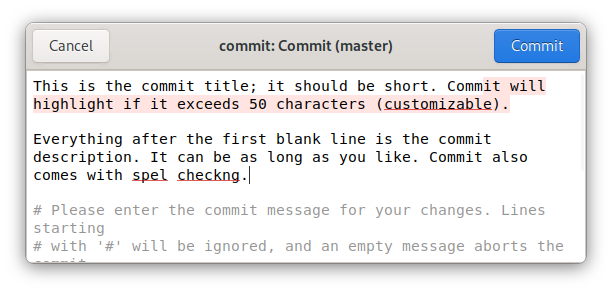 Cancel
commit: Commit (master)
Commit
This is the commit title; it should be short. Commit will
highlight if it exceeds 50 characters (customizable).
Everything after the first blank line is the commit
description. It can be as long as you like. Commit also
comes with spel checkng.
# Please enter the commit message for your changes. Lines
starting
# with '#' will be ignored, and an empty message aborts the
commit